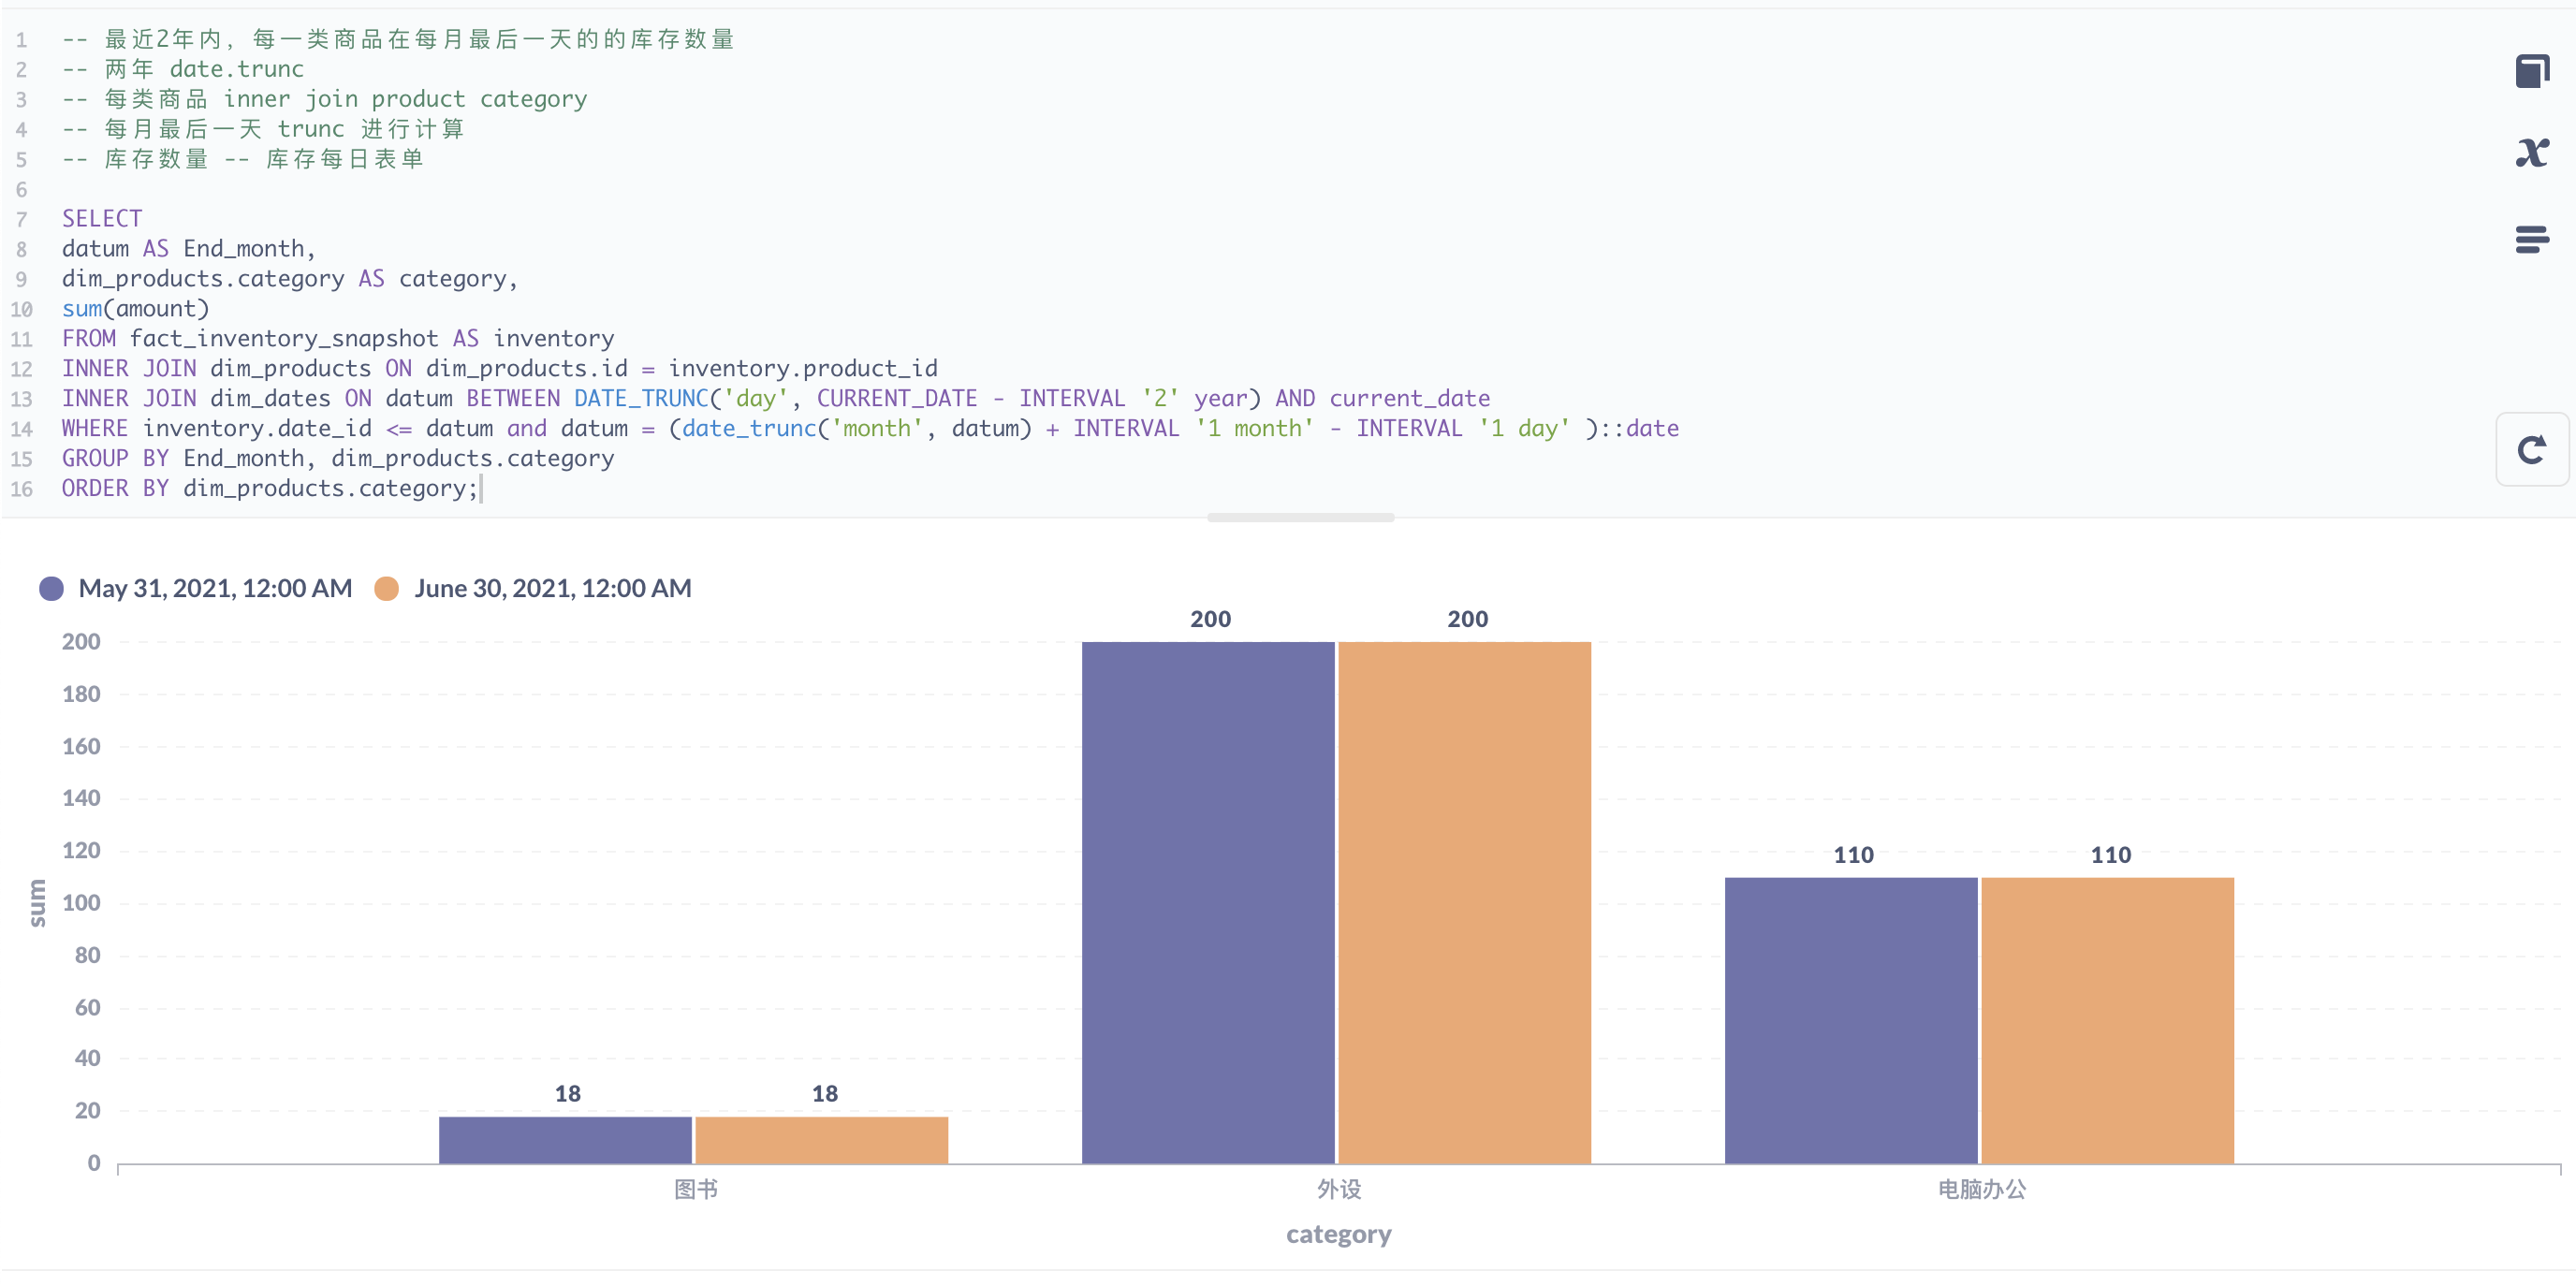 1 -- 最近2年内，每一类商品在每月最后一天的的库存数量
2 -- 两年 date.trunc
3 -- 每类商品 inner join product category
4 -- 每月最后一天 trunc 进行计算
5 -- 库存数量 -- 库存每日表单
6
7 SELECT
8 datum AS End_month,
9 dim_products.category AS category,
10 sum(amount)
11 FROM fact_inventory_snapshot AS inventory
12 INNER JOIN dim_products ON dim_products.id = inventory.product_id
13 INNER JOIN dim_dates ON datum BETWEEN DATE_TRUNC('day', CURRENT_DATE - INTERVAL '2' year) AND current_date
14 WHERE inventory.date_id <= datum and datum = (date_trunc('month', datum) + INTERVAL '1 month' - INTERVAL '1 day' )::date
15 GROUP BY End_month, dim_products.category
16 ORDER BY dim_products.category;
x
May 31, 2021, 12:00 AM June 30, 2021, 12:00 AM
200 200
200
180
160
140
120
110 110
sum
100
80
60
40
18 18
20
0
图书 外设 电脑办公
category